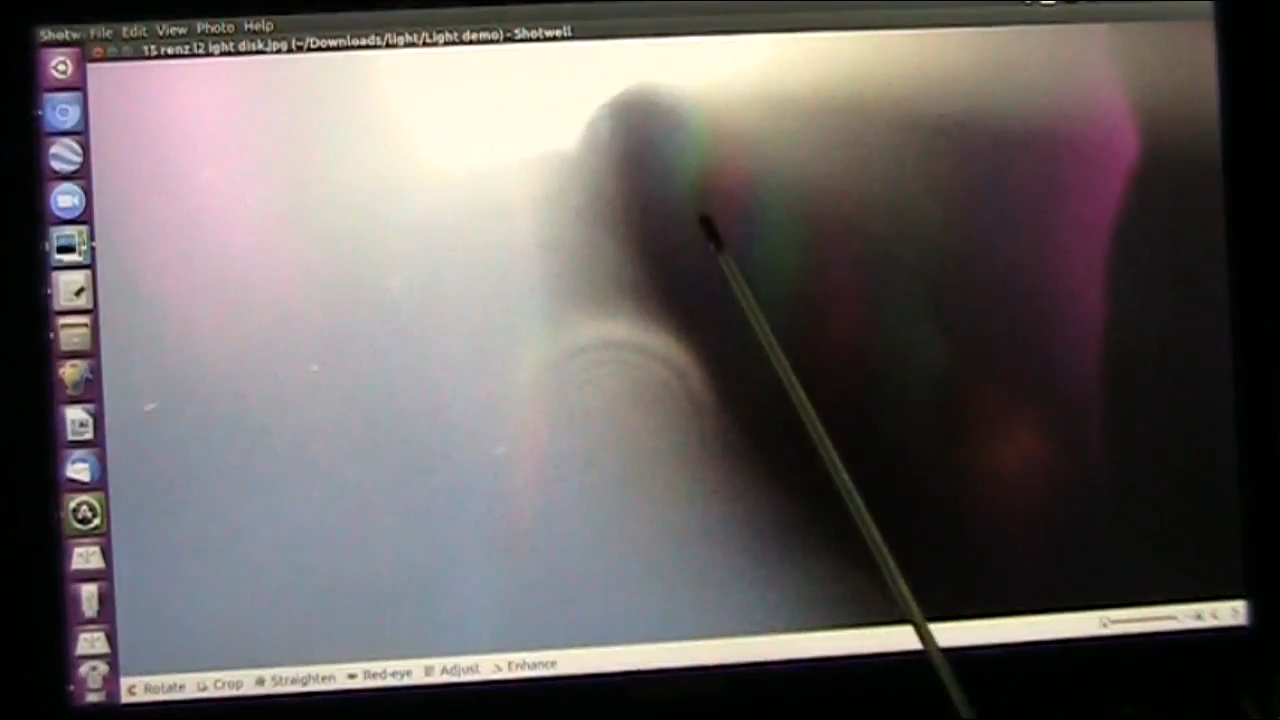 Shotw File Edit View Photo Help
15 renz l2 ight disk.jpg (~/Downloads/light/Light demo) - Shotwell
Rotate Crop Straighten Red-eye Adjust Enhance